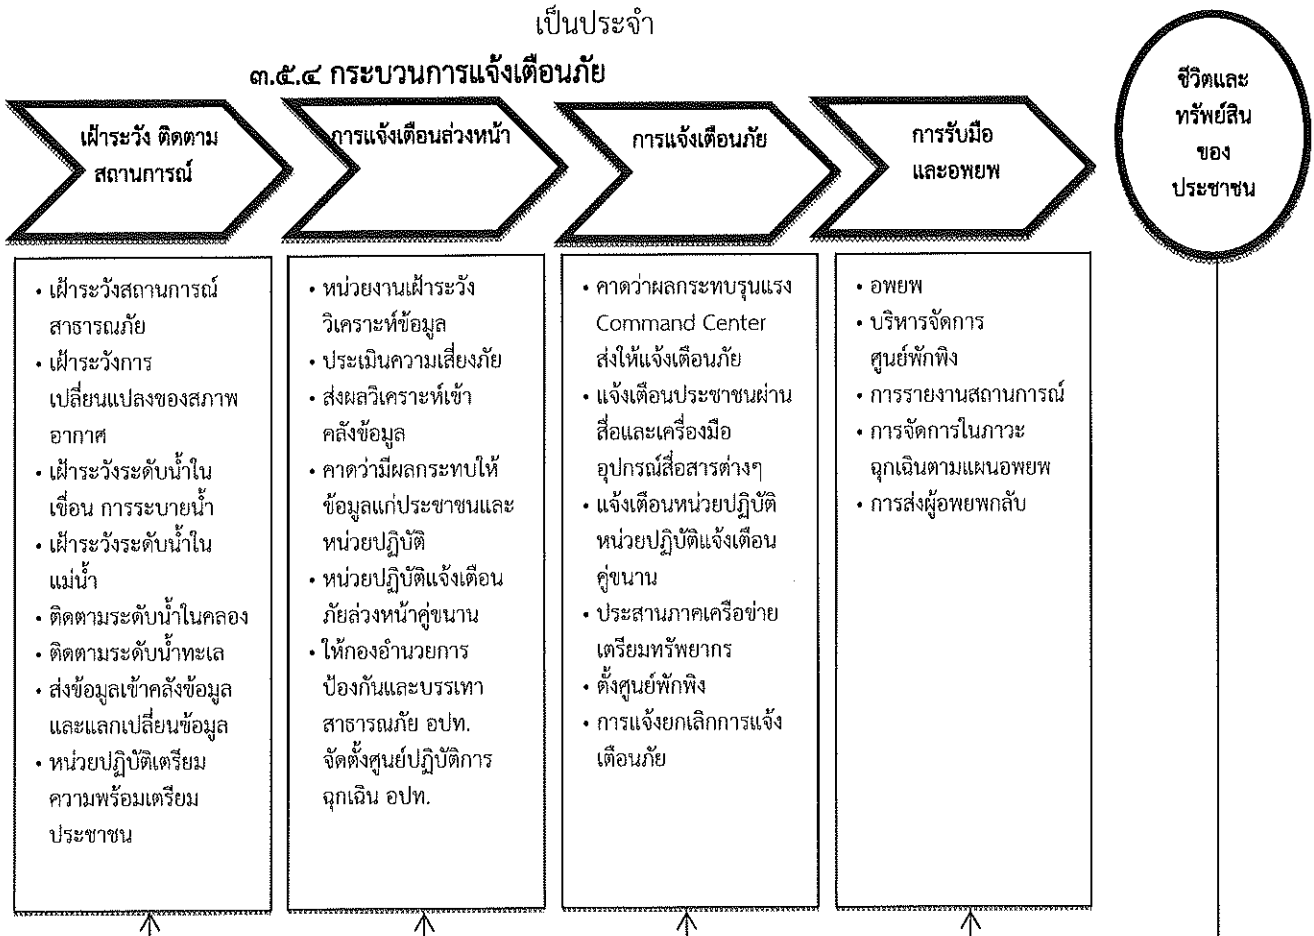 เป็นประจำ
๓.๕.๔ กระบวนการแจ้งเตือนภัย
เฝ้าระวัง ติดตาม
สถานการณ์
การแจ้งเตือนล่วงหน้า
การแจ้งเตือนภัย
การรับมือ
และอพยพ
ชีวิตและ
ทรัพย์สิน
ของ
ประชาชน
• เฝ้าระวังสถานการณ์
สาธารณภัย
• เฝ้าระวังการ
เปลี่ยนแปลงของสภาพ
อากาศ
• เฝ้าระวังระดับน้ำใน
เขื่อน การระบายน้ำ
• เฝ้าระวังระดับน้ำใน
แม่น้ำ
• ติดตามระดับน้ำในคลอง
• ติดตามระดับน้ำทะเล
• ส่งข้อมูลเข้าคลังข้อมูล
และแลกเปลี่ยนข้อมูล
• หน่วยปฏิบัติเตรียม
ความพร้อมเตรียม
ประชาชน
• หน่วยงานเฝ้าระวัง
วิเคราะห์ข้อมูล
• ประเมินความเสี่ยงภัย
• ส่งผลวิเคราะห์เข้า
คลังข้อมูล
• คาดว่ามีผลกระทบให้
ข้อมูลแก่ประชาชนและ
หน่วยปฏิบัติ
• หน่วยปฏิบัติแจ้งเตือน
ภัยล่วงหน้าคู่ขนาน
• ให้กองอำนวยการ
ป้องกันและบรรเทา
สาธารณภัย อปท.
จัดตั้งศูนย์ปฏิบัติการ
ฉุกเฉิน อปท.
• คาดว่าผลกระทบรุนแรง
Command Center
ส่งให้แจ้งเตือนภัย
• แจ้งเตือนประชาชนผ่าน
สื่อและเครื่องมือ
อุปกรณ์สื่อสารต่างๆ
• แจ้งเตือนหน่วยปฏิบัติ
หน่วยปฏิบัติแจ้งเตือน
คู่ขนาน
• ประสานภาคเครือข่าย
เตรียมทรัพยากร
• ตั้งศูนย์พักพิง
• การแจ้งยกเลิกการแจ้ง
เตือนภัย
• อพยพ
• บริหารจัดการ
ศูนย์พักพิง
• การรายงานสถานการณ์
• การจัดการในภาวะ
ฉุกเฉินตามแผนอพยพ
• การส่งผู้อพยพกลับ